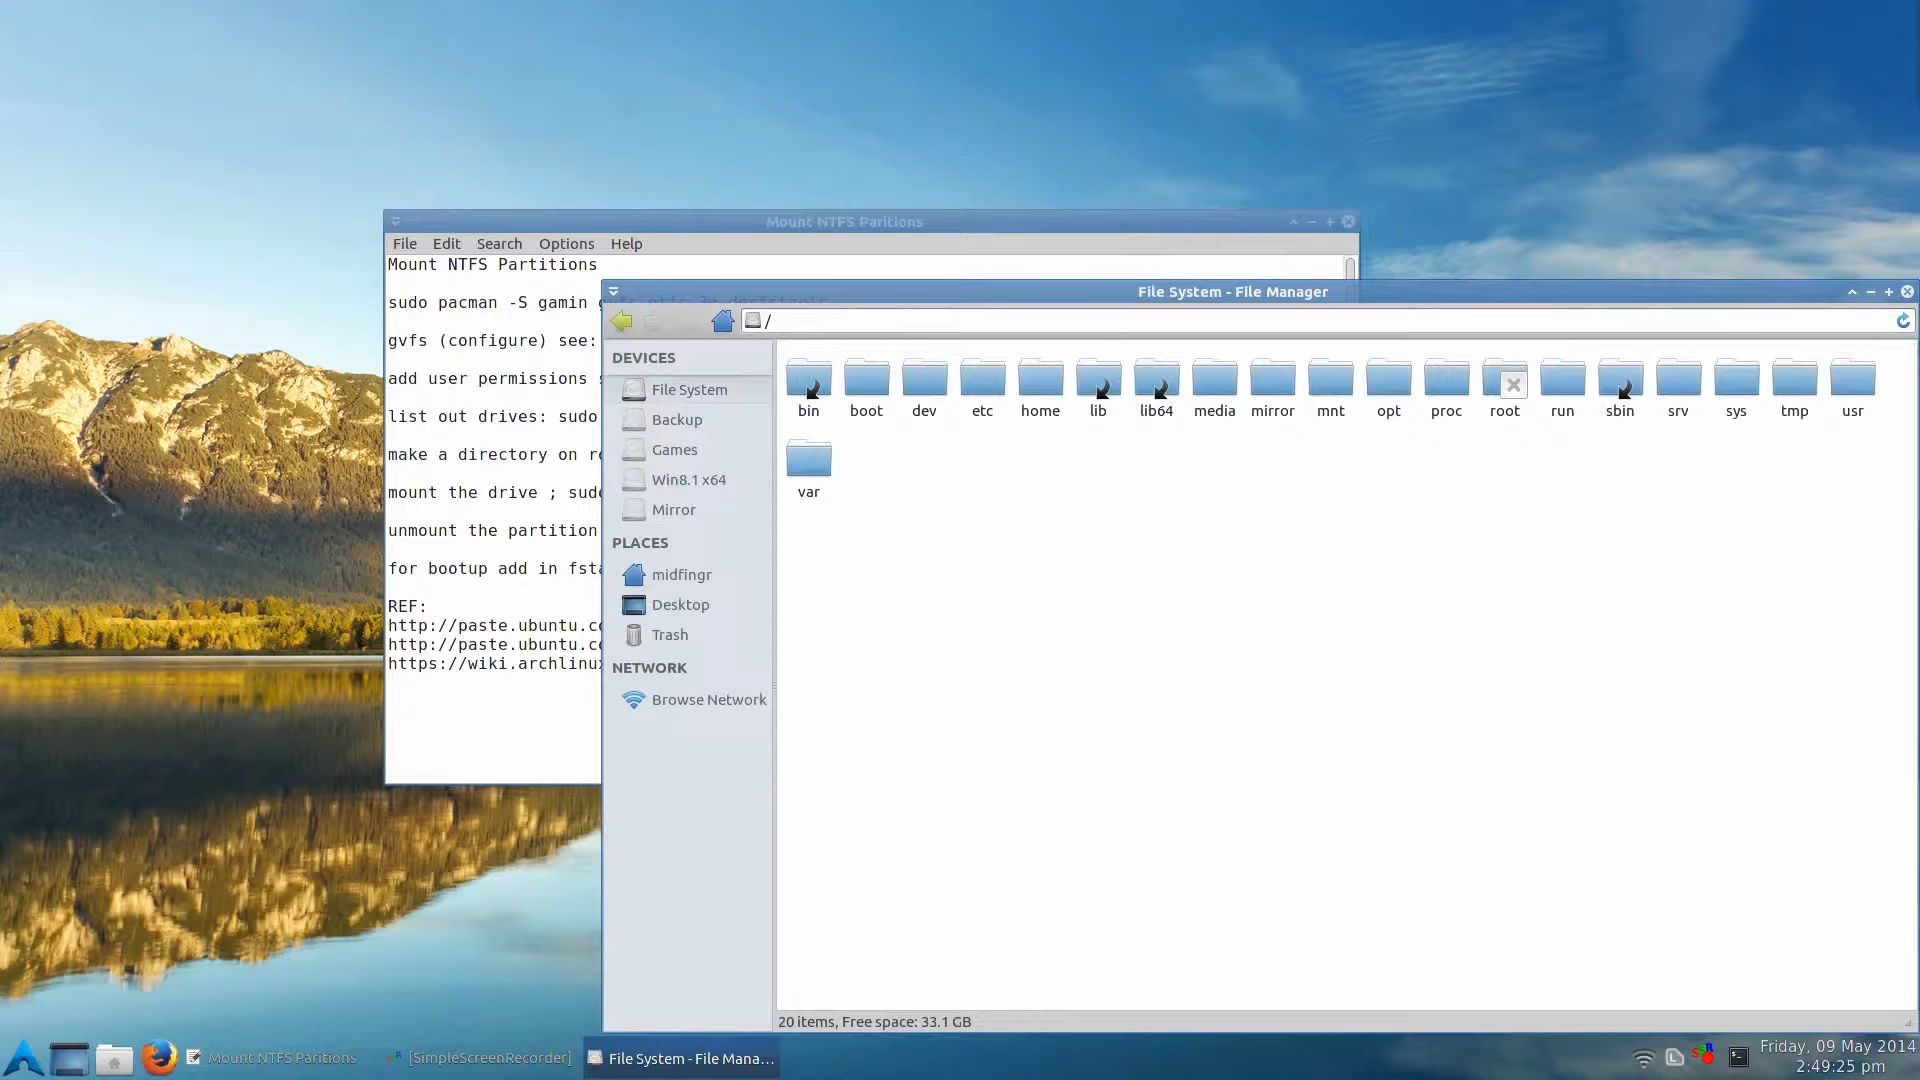 Mount NTFS Paritions
File Edit Search Options Help
Mount NTFS Partitions
sudo pacman -S gamin
gvfs (configure) see:
add user permissions
list out drives: sudo
make a directory on
mount the drive ; sudo
unmount the partition
for bootup add in
REF:
http://paste.ubuntu.co
http://paste.ubuntu.co
https://wiki.archlinux
File System - File Manager
/
DEVICES
File System
Backup
Games
Win8.1 x64
Mirror
PLACES
midfingr
Desktop
Trash
NETWORK
Browse Network
bin boot dev etc home lib lib64 media mirror mnt opt proc root run sbin srv sys tmp usr
var
20 items, Free space: 33.1 GB
Mount NTFS Paritions
[SimpleScreenRecorder]
File System - File Mana...
Friday, 09 May 2014
2:49:25 pm